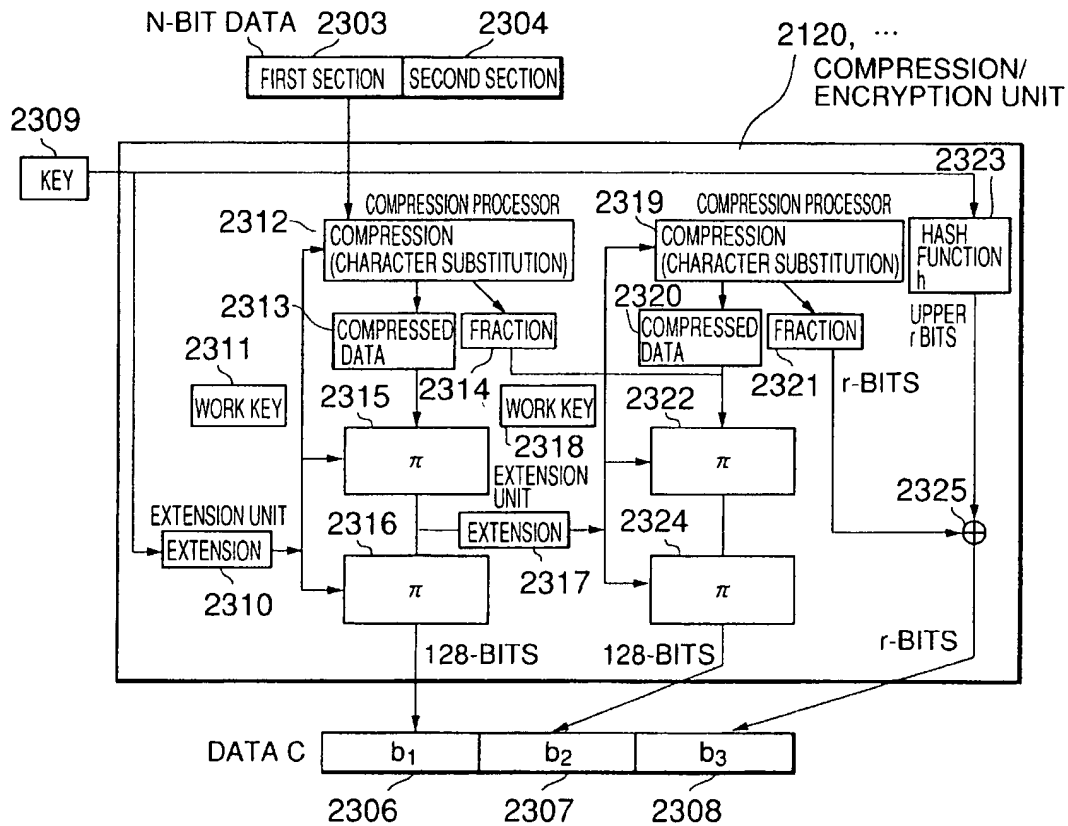 N-BIT DATA
2303
2304
FIRST SECTION
SECOND SECTION
2120, ...
COMPRESSION/
ENCRYPTION UNIT
2309
KEY
2323
HASH
FUNCTION
h
UPPER
r BITS
COMPRESSION PROCESSOR
2312
COMPRESSION
(CHARACTER SUBSTITUTION)
2313
COMPRESSED
DATA
FRACTION
2314
COMPRESSION PROCESSOR
2319
COMPRESSION
(CHARACTER SUBSTITUTION)
2320
COMPRESSED
DATA
FRACTION
2321
r-BITS
2311
WORK KEY
2315
π
WORK KEY
2318
2322
π
EXTENSION UNIT
EXTENSION
2310
2316
π
EXTENSION
UNIT
EXTENSION
2317
2324
π
2325
128-BITS
128-BITS
r-BITS
DATA C
b1
b2
b3
2306
2307
2308